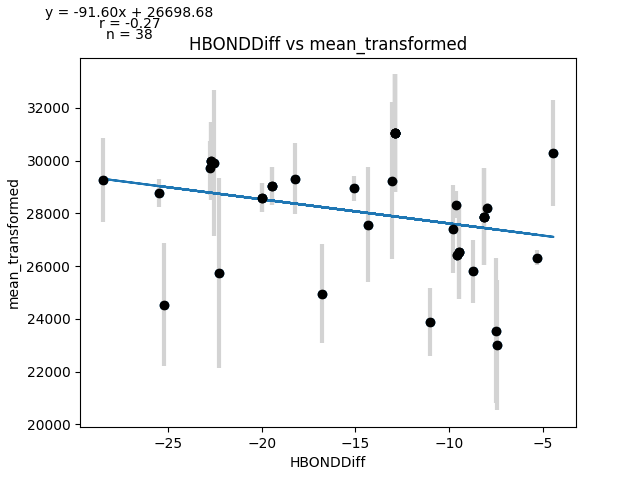 y = -91.60x + 26698.68
r = -0.27
n = 38
HBONDDiff vs mean_transformed
mean_transformed
32000
30000
28000
26000
24000
22000
20000
−25
−20
−15
−10
−5
HBONDDiff